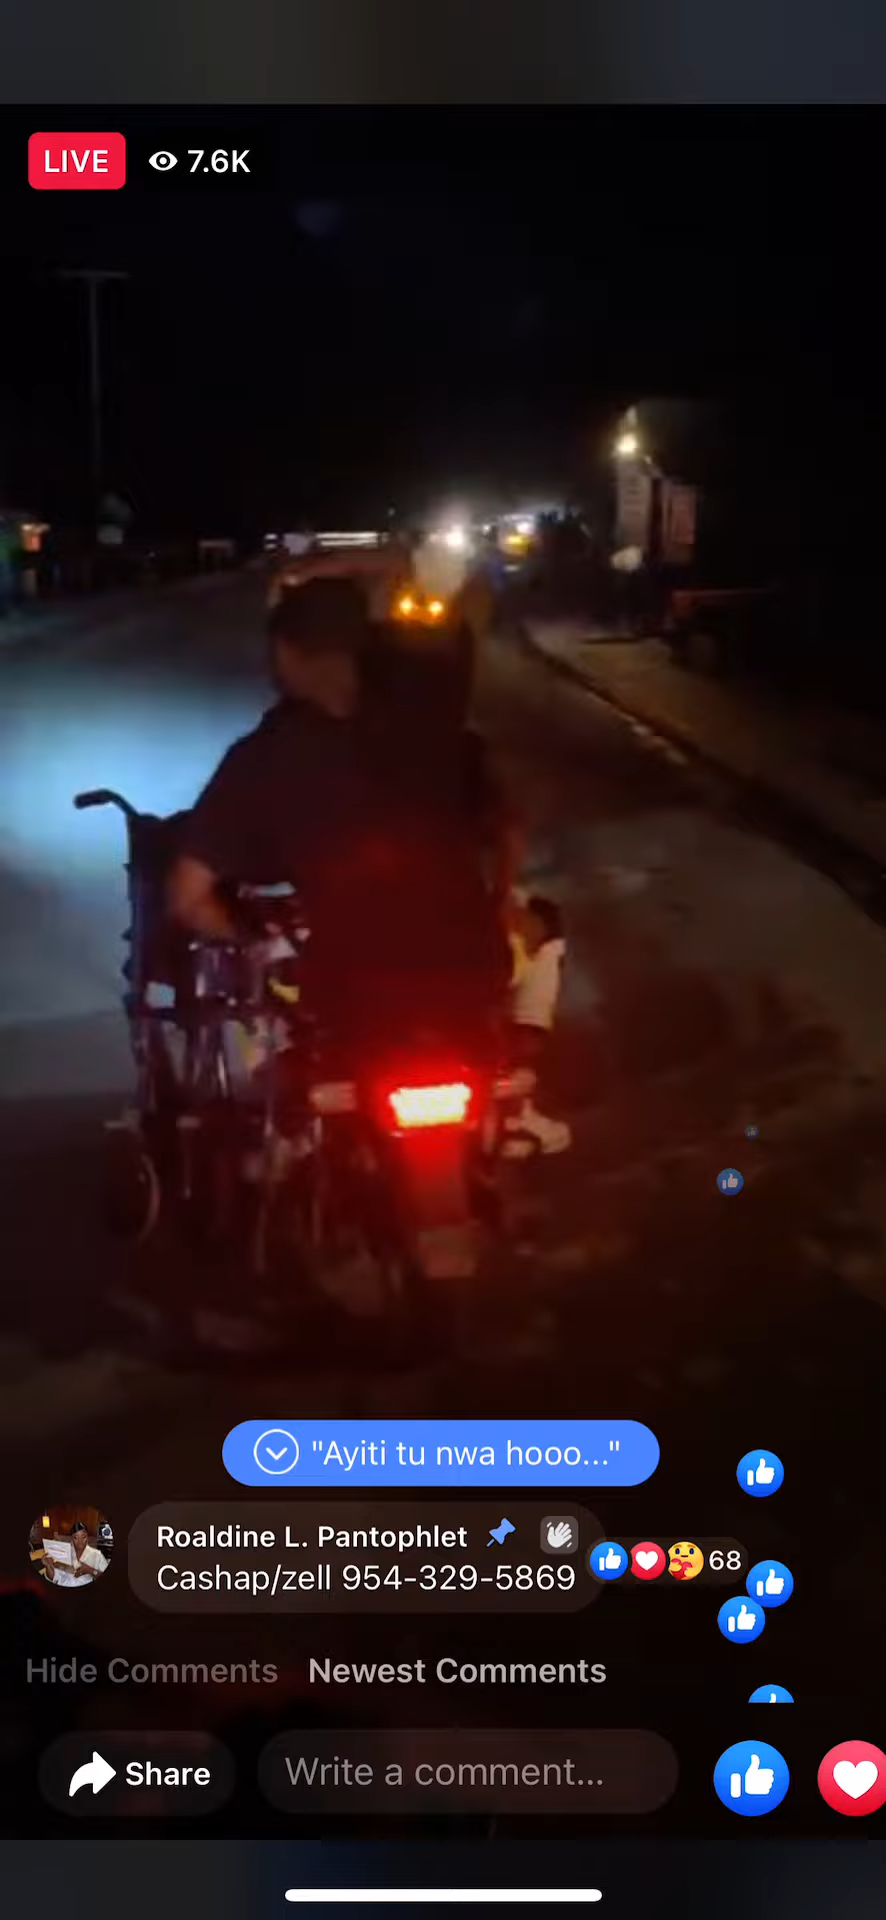 LIVE 7.6K
"Ayiti tu nwa hooo..."
Roaldine L. Pantophlet
Cashap/zell 954-329-5869
68
Hide Comments Newest Comments
Share
Write a comment...